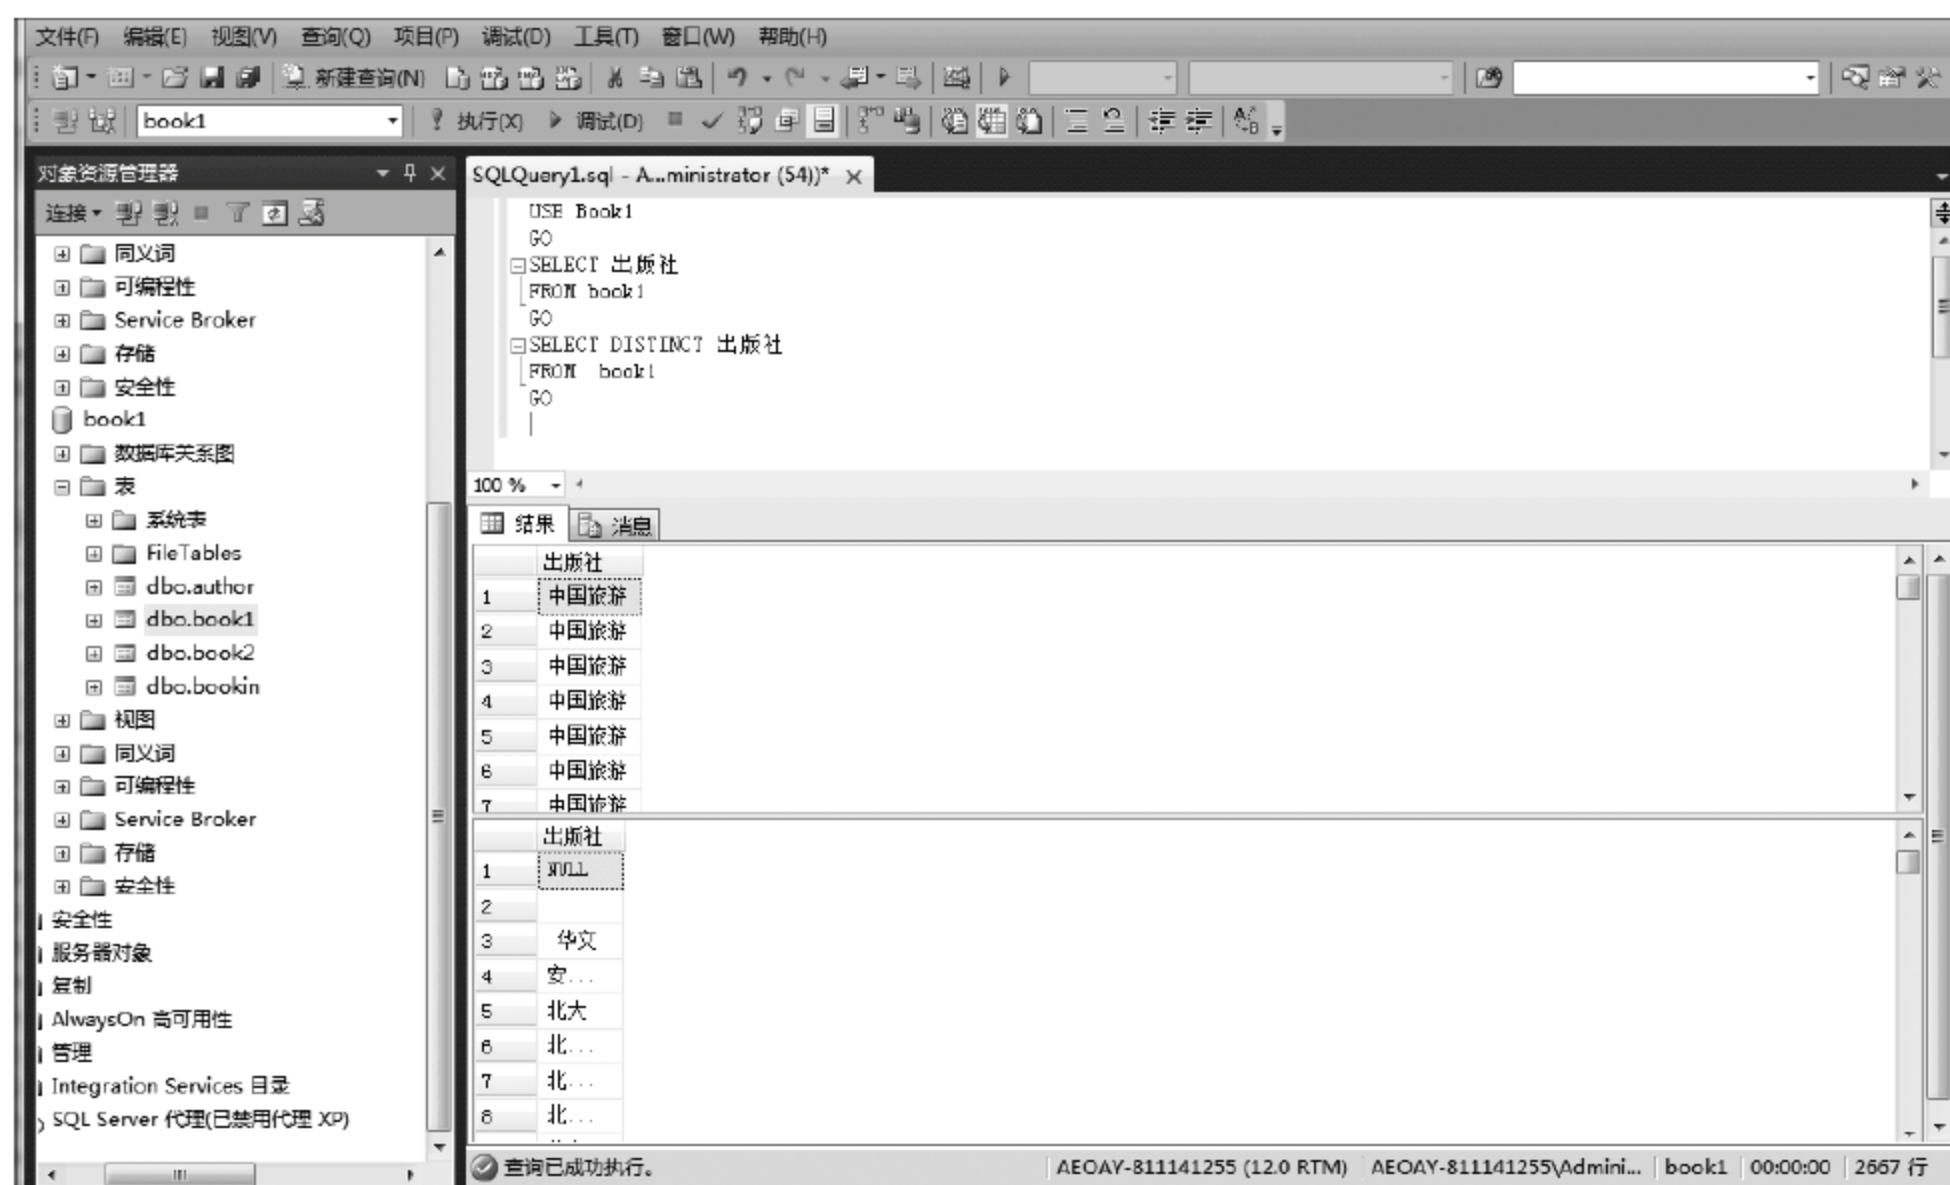 文件(F) 编辑(E) 视图(V) 查询(Q) 项目(P) 调试(D) 工具(T) 窗口(W) 帮助(H)
新建查询(N)
book1 执行(X) 调试(D)
对象资源管理器
连接
同义词
可编程性
Service Broker
存储
安全性
book1
数据库关系图
表
系统表
FileTables
dbo.author
dbo.book1
dbo.book2
dbo.bookin
视图
同义词
可编程性
Service Broker
存储
安全性
安全性
服务器对象
复制
AlwaysOn 高可用性
管理
Integration Services 目录
SQL Server 代理(已禁用代理 XP)
SQLQuery1.sql - A...ministrator (54))*
USE Book1
GO
SELECT 出版社
FROM book1
GO
SELECT DISTINCT 出版社
FROM book1
GO
100 %
结果 消息
出版社
1 中国旅游
2 中国旅游
3 中国旅游
4 中国旅游
5 中国旅游
6 中国旅游
7 中国旅游
出版社
1 NULL
2
3 华文
4 安...
5 北大
6 北...
7 北...
8 北...
查询已成功执行。 AEOAY-811141255 (12.0 RTM) AEOAY-811141255\Admini... book1 00:00:00 2667 行